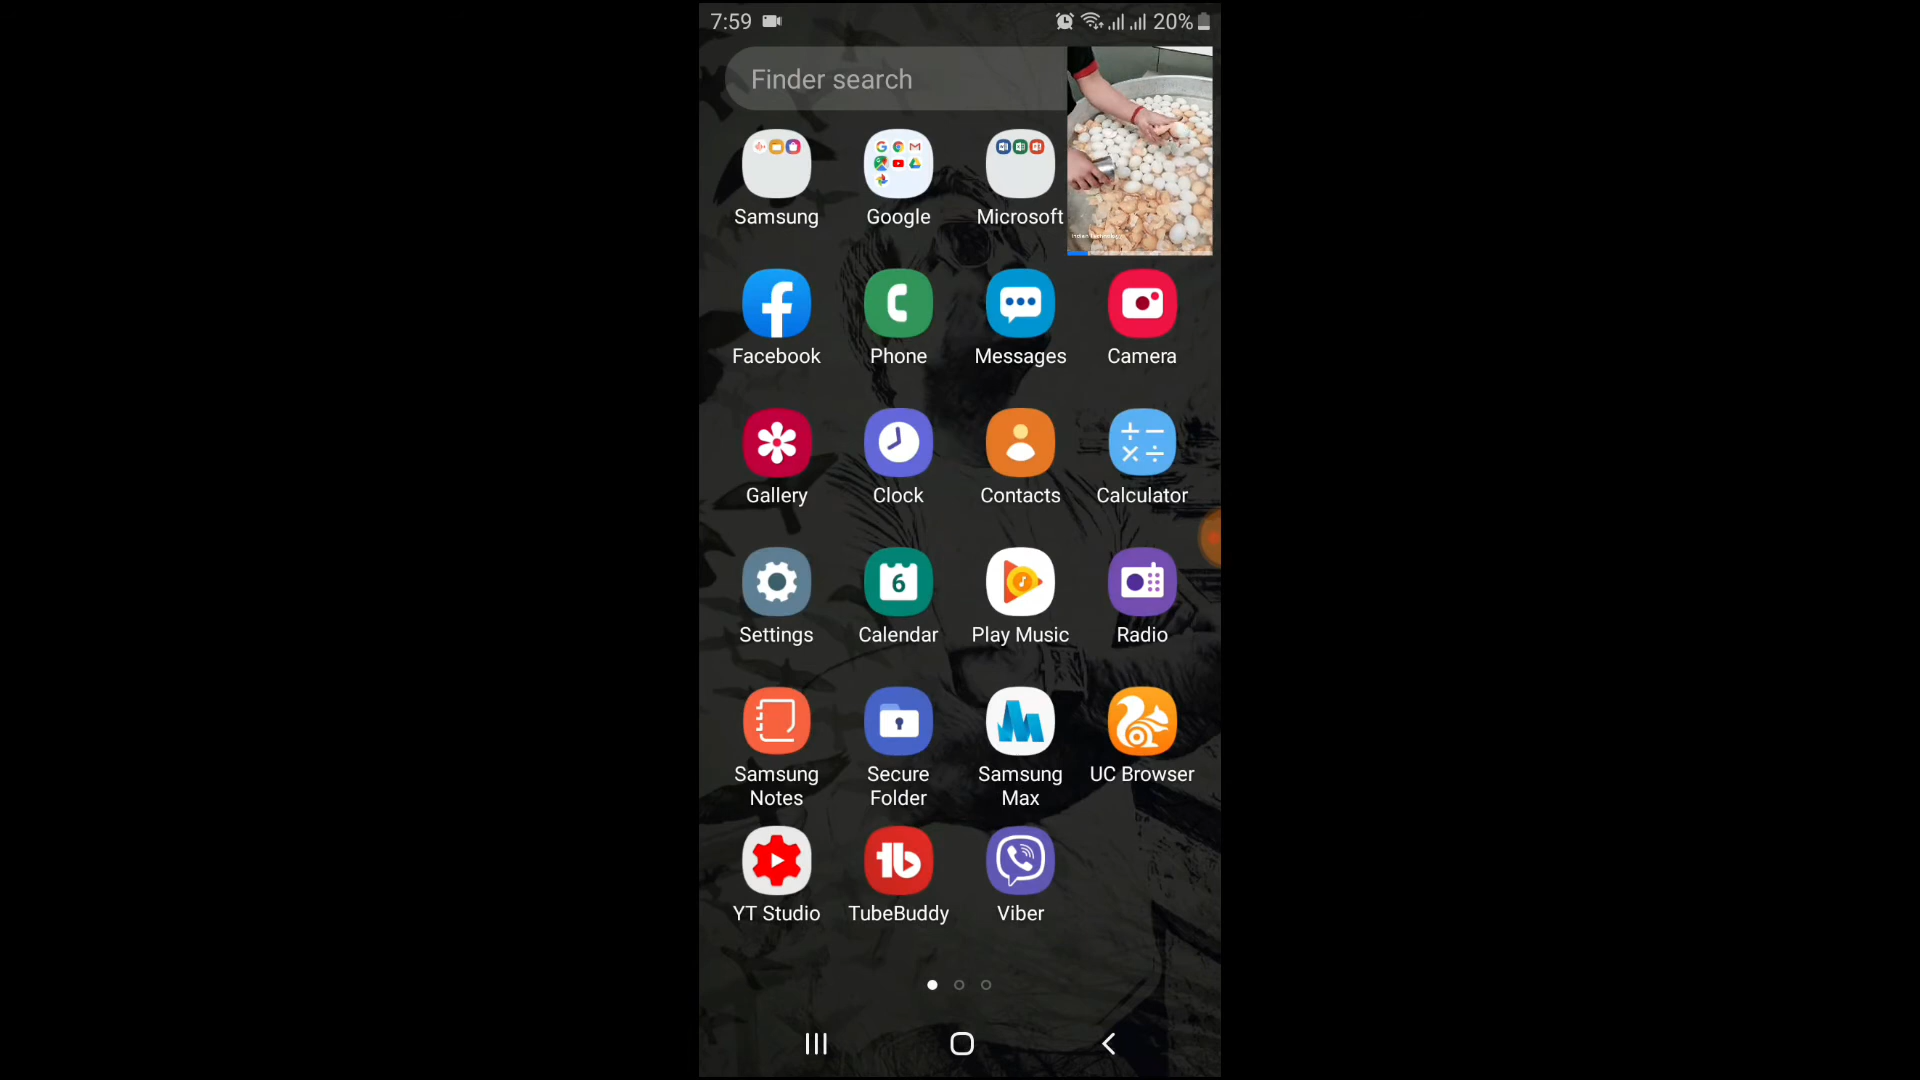 7:59
20%
Finder search
Samsung
Google
Microsoft
Facebook
Phone
Messages
Camera
Gallery
Clock
Contacts
Calculator
Settings
6
Calendar
Play Music
Radio
Samsung
Notes
Secure
Folder
Samsung
Max
UC Browser
YT Studio
TubeBuddy
Viber